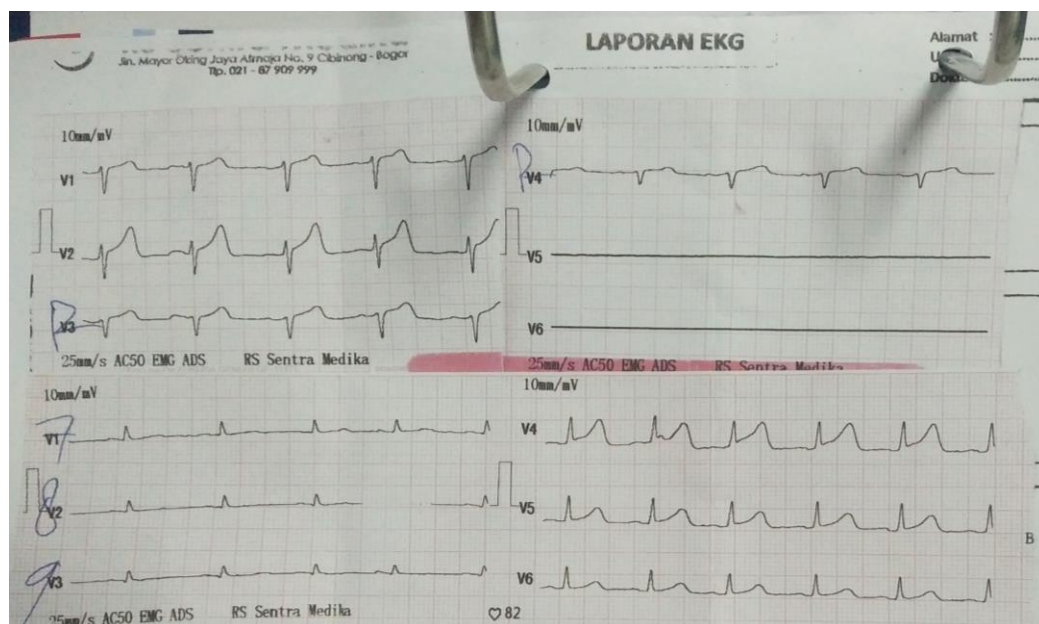 Jln. Mayor Oking Jaya Atmaja No. 9 Cibinong - Bogor
Tlp. 021 - 87 909 999
LAPORAN EKG
Alamat :
10mm/mV
V1
V2
V3
25mm/s AC50 EMG ADS RS Sentra Medika
10mm/mV
R
V4
V5
V6
25mm/s AC50 EMG ADS RS Sentra Medika
10mm/mV
V1 7
V2 8
V3 9
25mm/s AC50 EMG ADS RS Sentra Medika ♡82
10mm/mV
V4
V5
V6
B